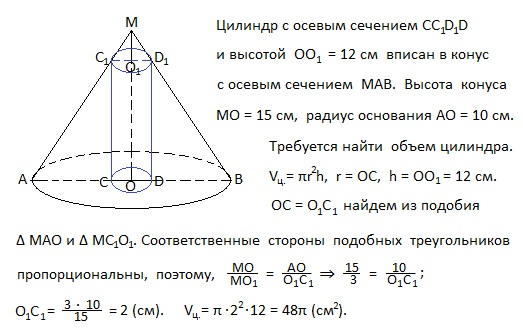 M
Цилиндр с осевым сечением CC₁D₁D
C₁ D₁
O₁
и высотой OO₁ = 12 см вписан в конус
с осевым сечением МАВ. Высота конуса
МО = 15 см, радиус основания АО = 10 см.
Требуется найти объем цилиндра.
A C O D B
Vц.= πr²h, r = OC, h = OO₁ = 12 см.
OC = O₁C₁ найдем из подобия
Δ MAO и Δ MC₁O₁. Соответственные стороны подобных треугольников
пропорциональны, поэтому, MO/MO₁ = AO/O₁C₁ ⇒ 15/3 = 10/O₁C₁ ;
O₁C₁= 3 · 10/15 = 2 (см). Vц.= π ·2²·12 = 48π (см²).